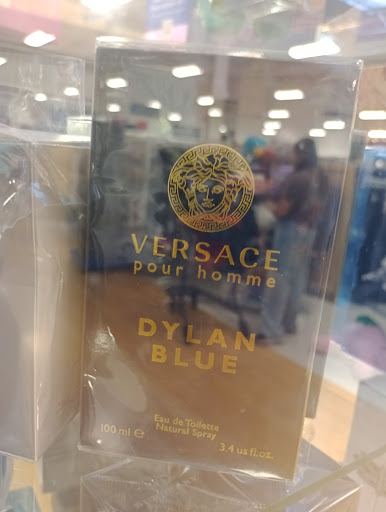 VERSACE
pour homme
DYLAN
BLUE
Eau de Toilette
Natural Spray
100 ml ℮
3.4 us fl.oz.